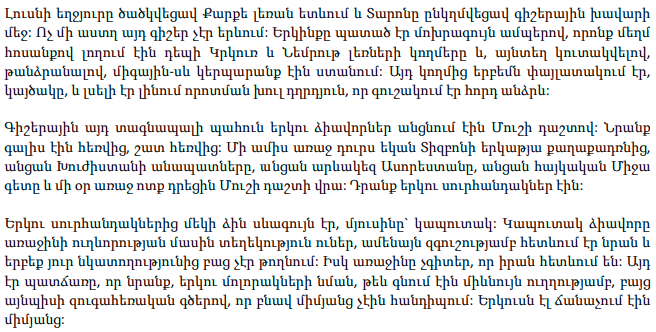 Լուսնի եղջյուրը ծածկվեցավ Քարքե լեռան ետևում և Տարոնը ընկղմվեցավ գիշերային խավարի
մեջ: Ոչ մի աստղ այդ գիշեր չէր երևում: Երկինքը պատած էր մոխրագույն ամպերով, որոնք մեղմ
հոսանքով լողում էին դեպի Կրկուռ և Նեմրութ լեռների կողմերը և, այնտեղ կուտակվելով,
թանձրանալով, միգային-սև կերպարանք էին ստանում: Այդ կողմից երբեմն փայլատակում էր,
կայծակը, և լսելի էր լինում որոտման խուլ դղրդյուն, որ գուշակում էր հորդ անձրև:

Գիշերային այդ տագնապալի պահուն երկու ձիավորներ անցնում էին Մուշի դաշտով: Նրանք
գալիս էին հեռվից, շատ հեռվից: Մի ամիս առաջ դուրս եկան Տիզբոնի երկաթյա քաղաքադռնից,
անցան Խուժիստանի անապատները, անցան արևակեզ Ասորեստանը, անցան հայկական Միջա
գետը և մի օր առաջ ոտք դրեցին Մուշի դաշտի վրա: Դրանք երկու սուրհանդակներ էին:

Երկու սուրհանդակներից մեկի ձին սևագույն էր, մյուսինը՝ կապուտակ: Կապուտակ ձիավորը
առաջինի ուղևորության մասին տեղեկություն ուներ, ամենայն զգուշությամբ հետևում էր նրան և
երբեք յուր նկատողությունից բաց չէր թողնում: Իսկ առաջինը չգիտեր, որ իրան հետևում են: Այդ
էր պատճառը, որ նրանք, երկու մոլորակների նման, թեև գնում էին միևնույն ուղղությամբ, բայց
այնպիսի զուգահեռական գծերով, որ բնավ միմյանց չէին հանդիպում: Երկուսն էլ ճանաչում էին
միմյանց: